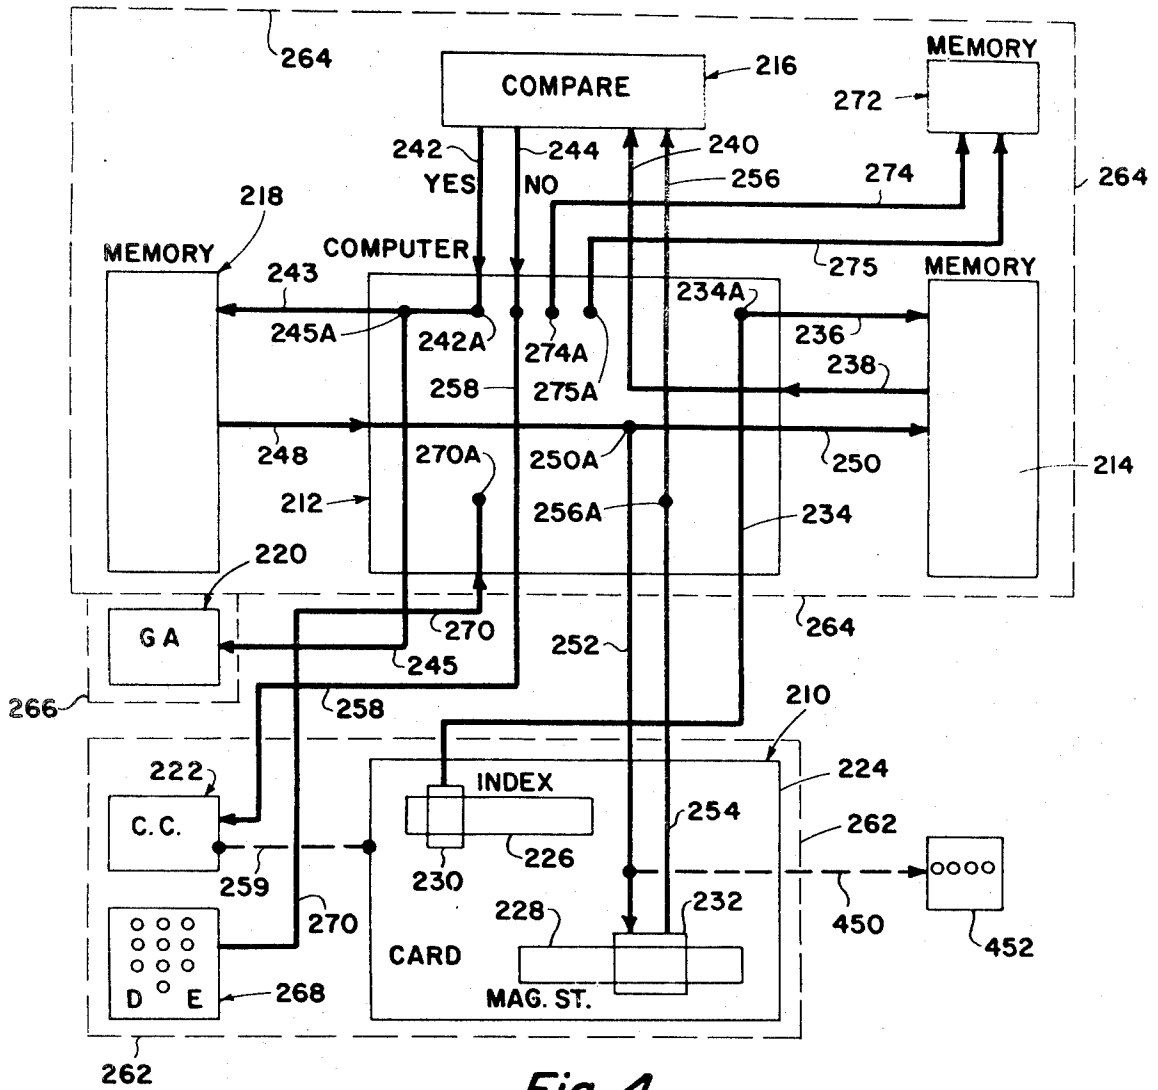 264
MEMORY
COMPARE
216
272
242
244
240
YES
NO
256
274
264
218
MEMORY
COMPUTER
275
MEMORY
243
234A
245A
242A
274A
236
238
258
275A
248
270A
250A
250
214
212
256A
234
220
G A
270
264
245
252
266
258
210
222
INDEX
224
C. C.
254
262
259
230
226
270
228
232
450
452
CARD
D E
268
MAG. ST.
262
Fig. 4